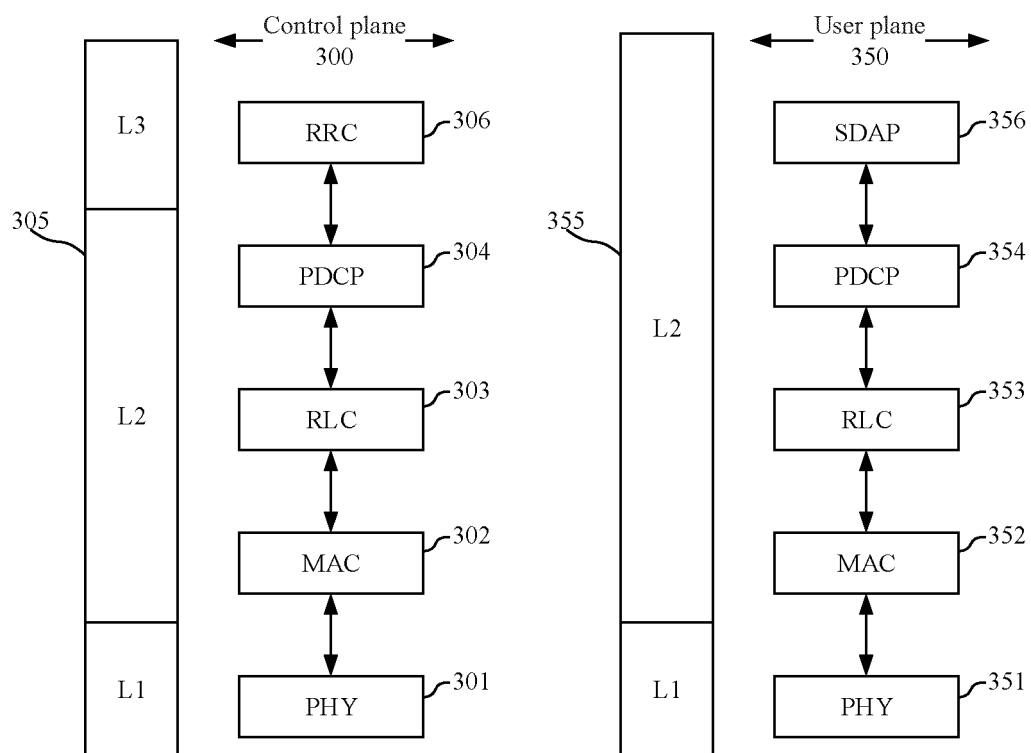 Control plane
300
User plane
350
L3
RRC
306
SDAP
356
305
304
355
354
PDCP
PDCP
L2
L2
303
353
RLC
RLC
302
352
MAC
MAC
301
351
L1
PHY
L1
PHY